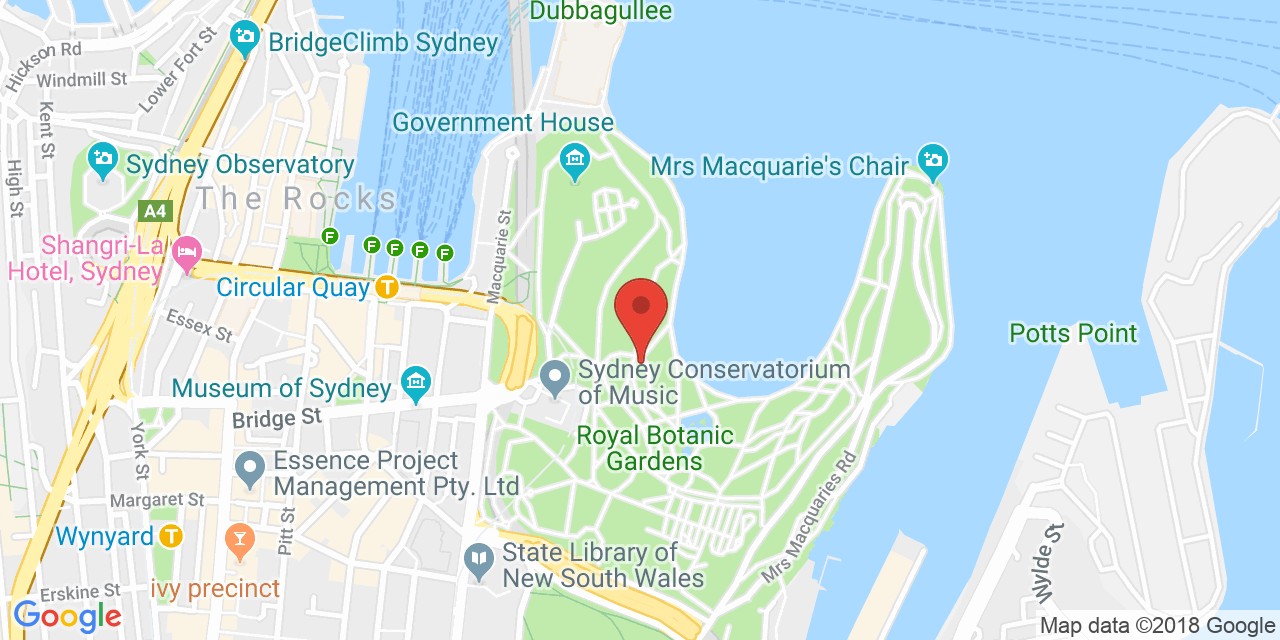 Dubbagullee
BridgeClimb Sydney
Hickson Rd
Windmill St
Lower Fort St
Kent St
High St
Government House
Sydney Observatory
Mrs Macquarie's Chair
The Rocks
A4
F
F
F
F
F
Shangri-La
Hotel, Sydney
Macquarie St
Circular Quay
T
Essex St
Potts Point
Museum of Sydney
Sydney Conservatorium
of Music
Bridge St
York St
Royal Botanic
Gardens
Essence Project
Management Pty. Ltd
Margaret St
Pitt St
Mrs Macquaries Rd
Wynyard
T
State Library of
New South Wales
Wylde St
ivy precinct
Erskine St
Google
Map data ©2018 Google